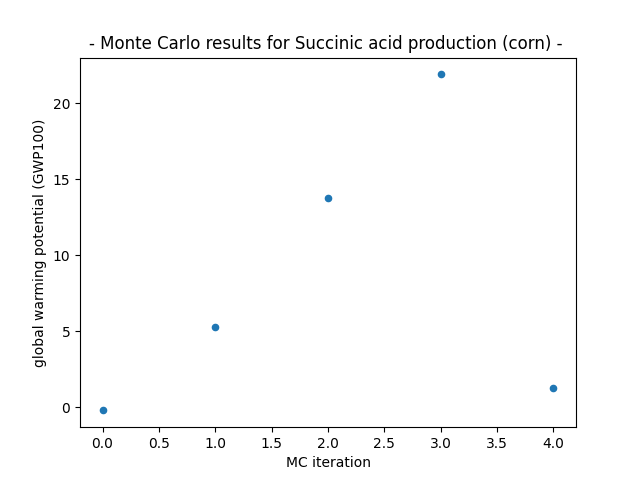 - Monte Carlo results for Succinic acid production (corn) -
global warming potential (GWP100)
20
15
10
5
0
0.0 0.5 1.0 1.5 2.0 2.5 3.0 3.5 4.0
MC iteration